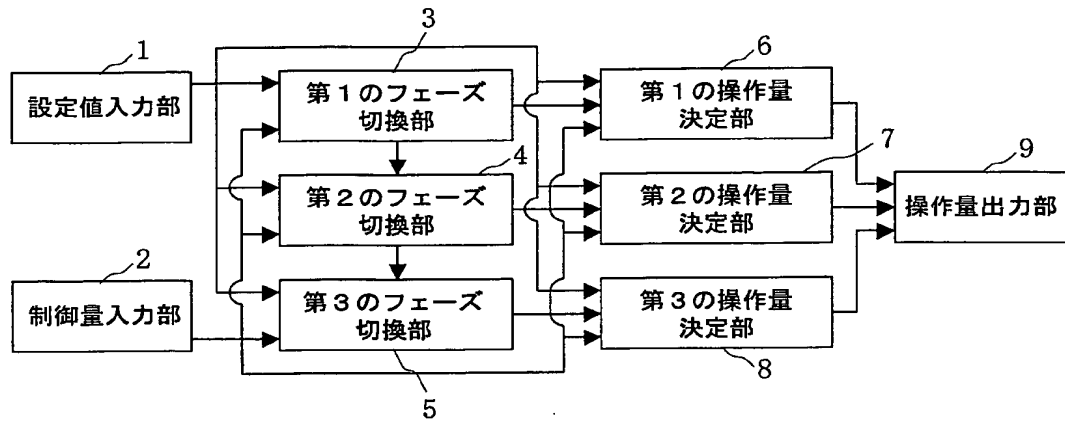 1
設定値入力部
2
制御量入力部
3
第1のフェーズ
切換部
4
第2のフェーズ
切換部
第3のフェーズ
切換部
5
6
第1の操作量
決定部
7
第2の操作量
決定部
第3の操作量
決定部
8
9
操作量出力部